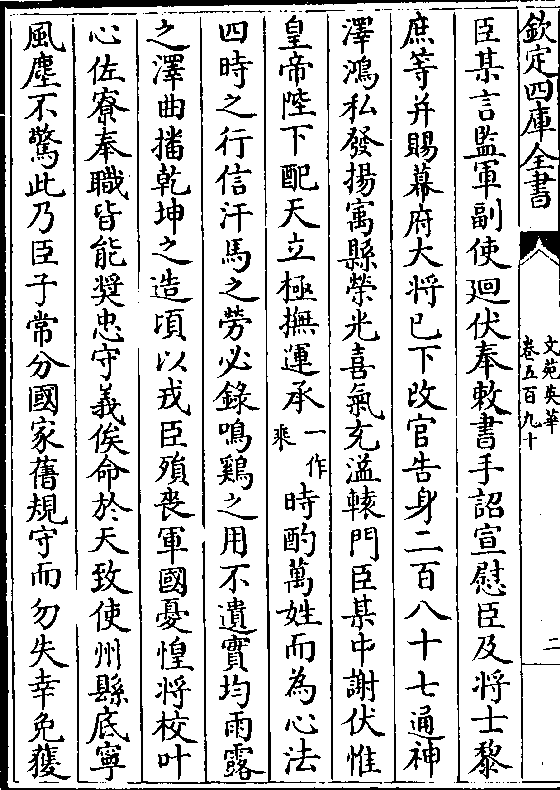 欽定四庫全書
文苑英華
卷五百九十
二
臣某言監軍副使廻伏奉敕書手詔宣慰臣及將士黎
庶等并賜幕府大將已下改官告身二百八十七通神
澤鴻私發揚寓縣榮光喜氣充溢轅門臣某中謝伏惟
皇帝陛下配天立極撫運承一作乘時酌萬姓而為心法
四時之行信汗馬之勞必錄鳴鷄之用不遺實均雨露
之澤曲播乾坤之造頃以戎臣殞喪軍國憂惶將校叶
心佐寮奉職皆能奨忠守義俟命於天致使州縣底寧
風塵不驚此乃臣子常分國家舊規守而勿失幸免獲